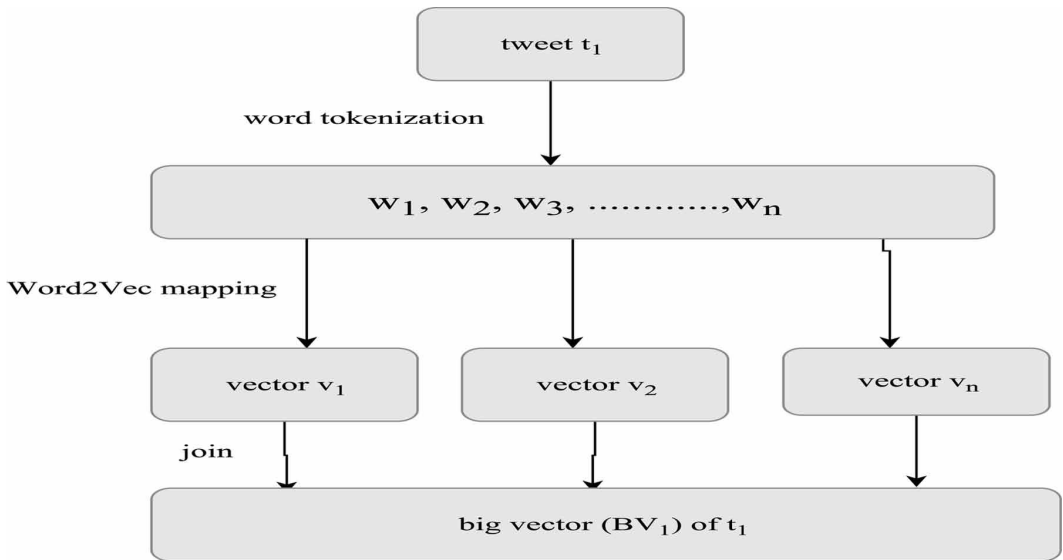 tweet t₁
word tokenization
w₁, w₂, w₃, ............,wₙ
Word2Vec mapping
vector v₁ vector v₂ vector vₙ
join
big vector (BV₁) of t₁